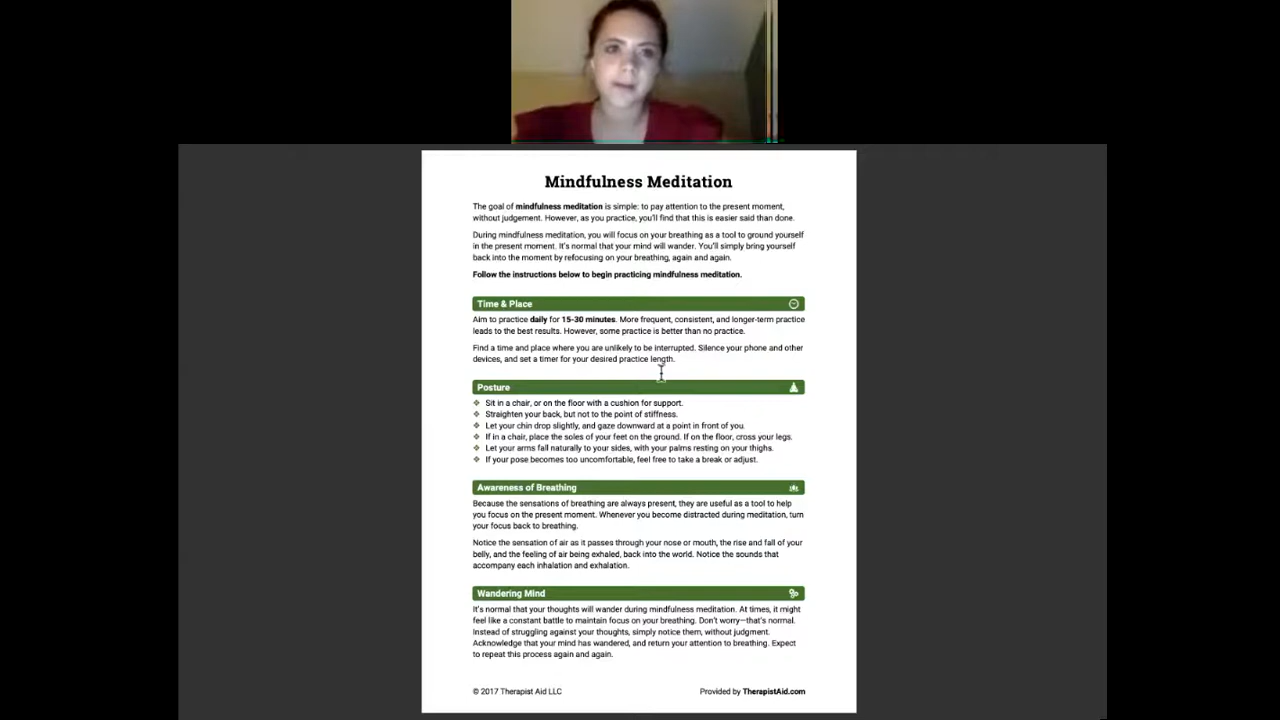 Mindfulness Meditation
The goal of mindfulness meditation is simple: to pay attention to the present moment,
without judgement. However, as you practice, you'll find that this is easier said than done.
During mindfulness meditation, you will focus on your breathing as a tool to ground yourself
in the present moment. It's normal that your mind will wander. You'll simply bring yourself
back into the moment by refocusing on your breathing, again and again.
Follow the instructions below to begin practicing mindfulness meditation.
Time & Place
Aim to practice daily for 15-30 minutes. More frequent, consistent, and longer-term practice
leads to the best results. However, some practice is better than no practice.
Find a time and place where you are unlikely to be interrupted. Silence your phone and other
devices, and set a timer for your desired practice length.
Posture
Sit in a chair, or on the floor with a cushion for support.
Straighten your back, but not to the point of stiffness.
Let your chin drop slightly, and gaze downward at a point in front of you.
If in a chair, place the soles of your feet on the ground. If on the floor, cross your legs.
Let your arms fall naturally to your sides, with your palms resting on your thighs.
If your pose becomes too uncomfortable, feel free to take a break or adjust.
Awareness of Breathing
Because the sensations of breathing are always present, they are useful as a tool to help
you focus on the present moment. Whenever you become distracted during meditation, turn
your focus back to breathing.
Notice the sensation of air as it passes through your nose or mouth, the rise and fall of your
belly, and the feeling of air being exhaled, back into the world. Notice the sounds that
accompany each inhalation and exhalation.
Wandering Mind
It's normal that your thoughts will wander during mindfulness meditation. At times, it might
feel like a constant battle to maintain focus on your breathing. Don't worry—that's normal.
Instead of struggling against your thoughts, simply notice them, without judgment.
Acknowledge that your mind has wandered, and return your attention to breathing. Expect
to repeat this process again and again.
© 2017 Therapist Aid LLC
Provided by TherapistAid.com